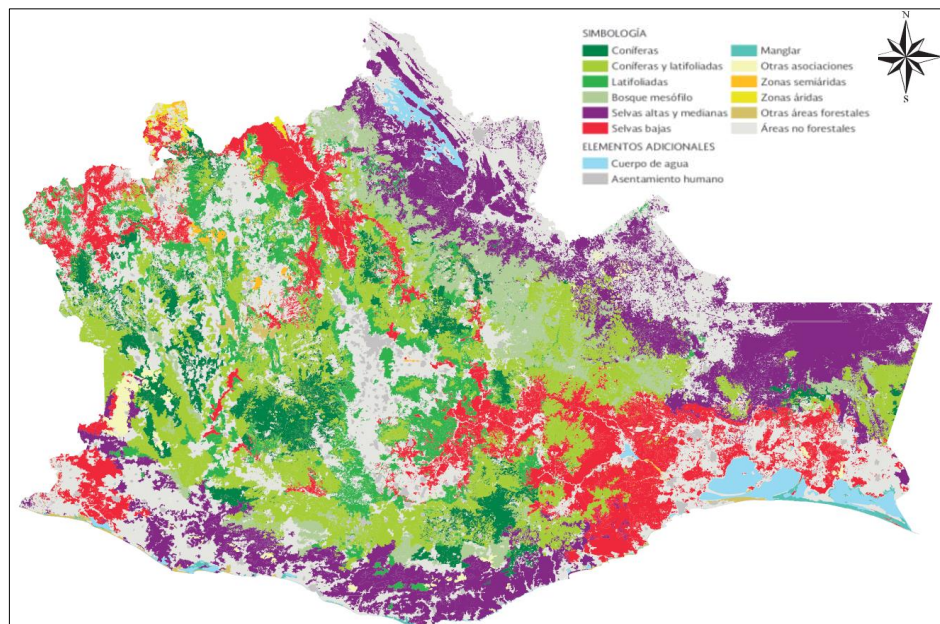 N
S
SIMBOLOGÍA
Coníferas
Coníferas y latifoliadas
Latifoliadas
Bosque mesófilo
Selvas altas y medianas
Selvas bajas
Manglar
Otras asociaciones
Zonas semiáridas
Zonas áridas
Otras áreas forestales
Áreas no forestales
ELEMENTOS ADICIONALES
Cuerpo de agua
Asentamiento humano